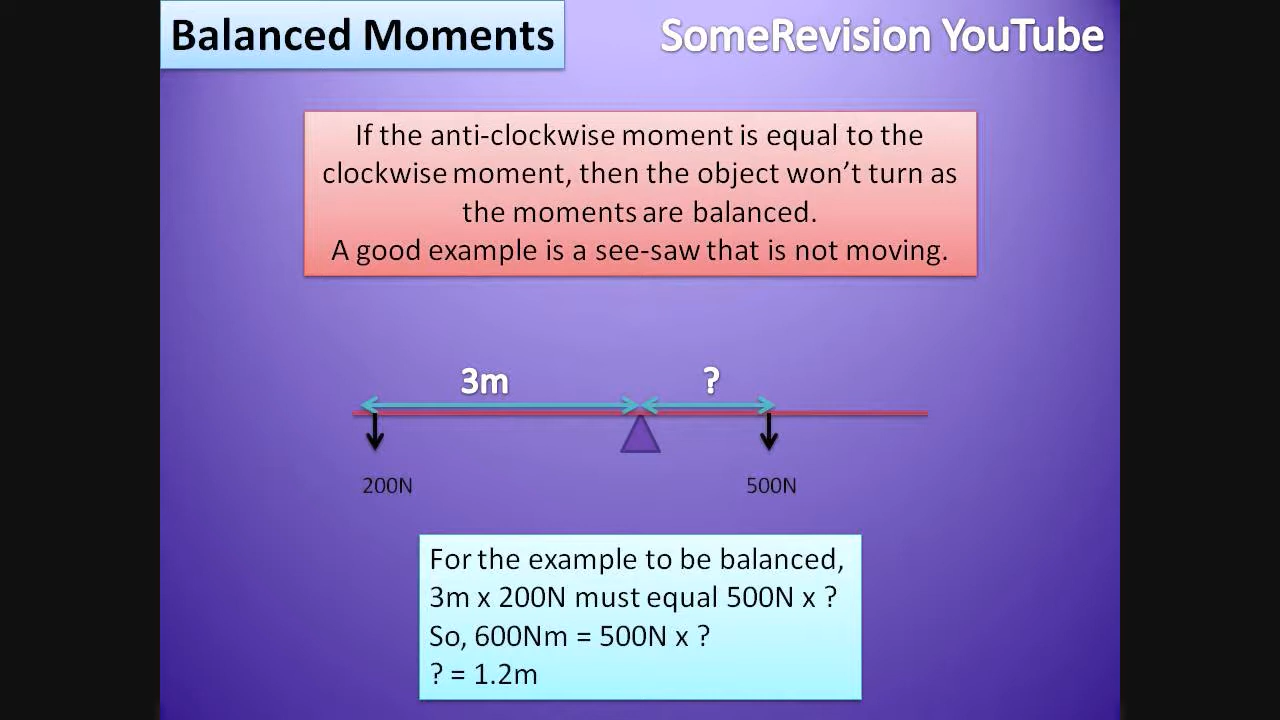 Balanced Moments
SomeRevision YouTube
If the anti-clockwise moment is equal to the
clockwise moment, then the object won't turn as
the moments are balanced.
A good example is a see-saw that is not moving.
3m
?
200N
500N
For the example to be balanced,
3m x 200N must equal 500N x ?
So, 600Nm = 500N x ?
? = 1.2m